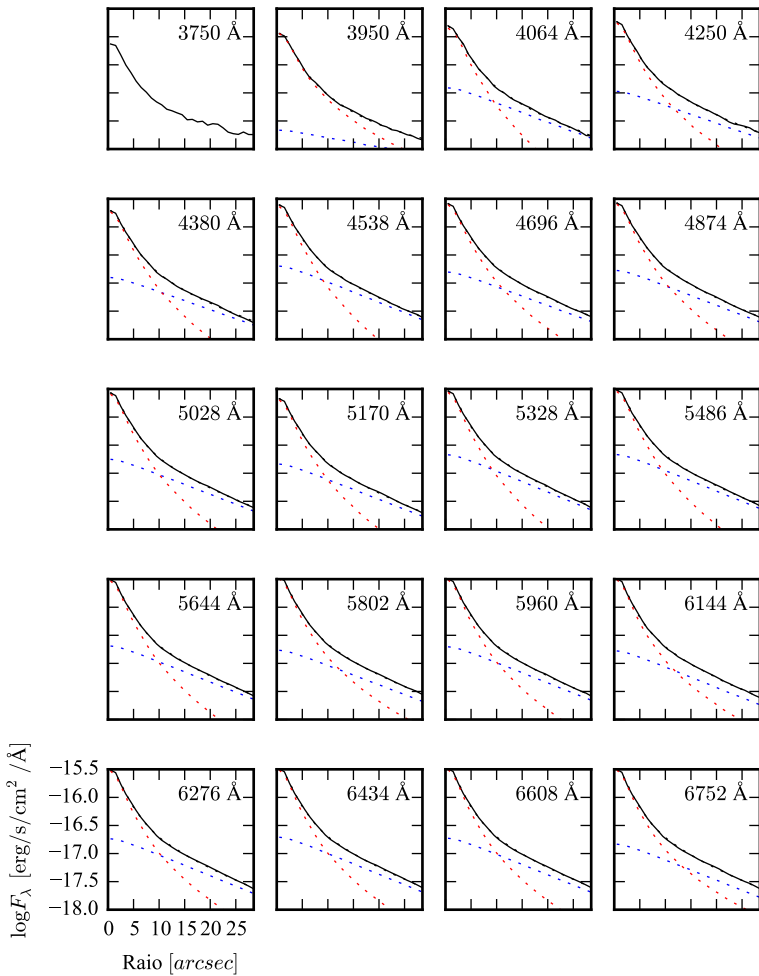 3750 Å
3950 Å
4064 Å
4250 Å
4380 Å
4538 Å
4696 Å
4874 Å
5028 Å
5170 Å
5328 Å
5486 Å
5644 Å
5802 Å
5960 Å
6144 Å
6276 Å
6434 Å
6608 Å
6752 Å
logFλ [erg/s/cm² /Å]
−15.5
−16.0
−16.5
−17.0
−17.5
−18.0
0 5 10 15 20 25
Raio [arcsec]